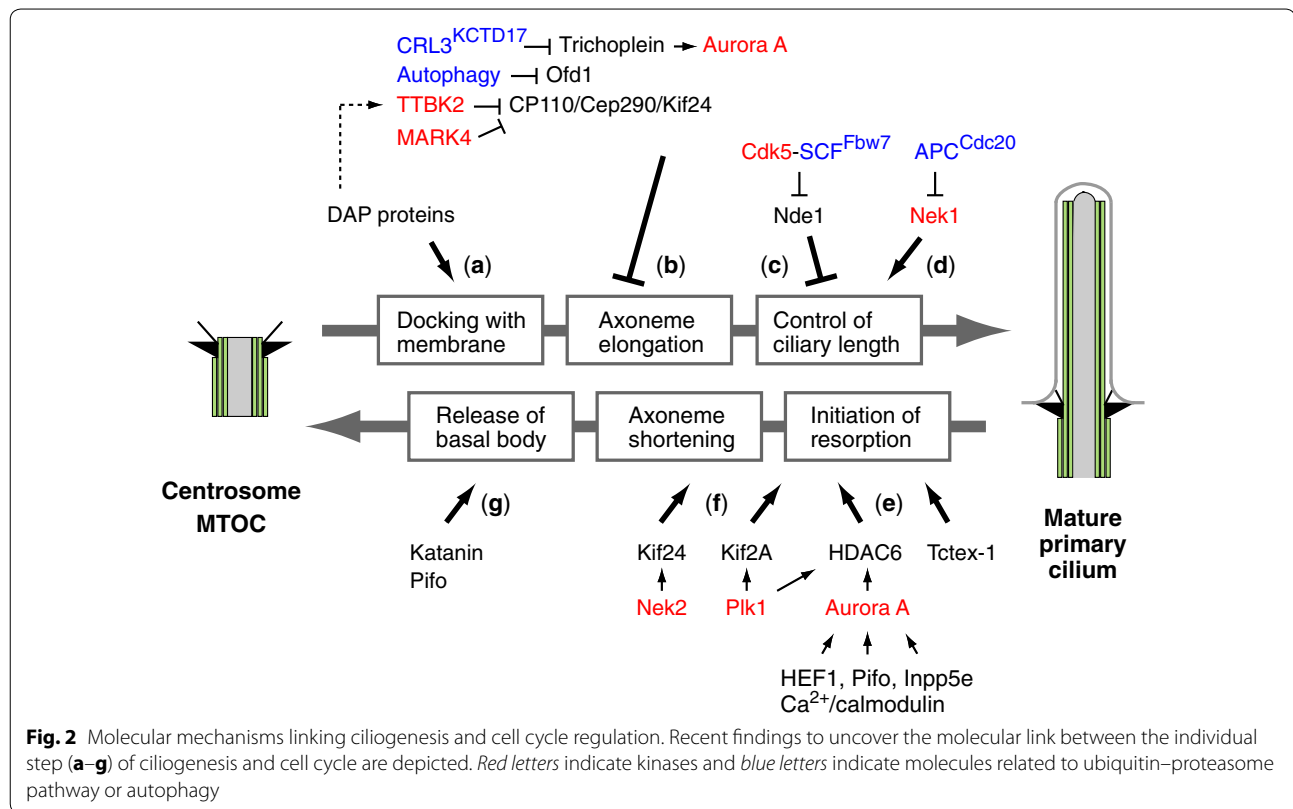 CRL3KCTD17 Trichoplein Aurora A
Autophagy Ofd1
TTBK2 CP110/Cep290/Kif24
MARK4
Cdk5-SCFFbw7 APCCdc20
DAP proteins Nde1 Nek1
(a) (b) (c) (d)
Docking with membrane
Axoneme elongation
Control of ciliary length
Release of basal body
Axoneme shortening
Initiation of resorption
Centrosome
MTOC
(g) (f) (e)
Mature
primary
cilium
Katanin
Pifo
Kif24 Kif2A HDAC6 Tctex-1
Nek2 Plk1 Aurora A
HEF1, Pifo, Inpp5e
Ca2+/calmodulin
Fig. 2 Molecular mechanisms linking ciliogenesis and cell cycle regulation. Recent findings to uncover the molecular link between the individual
step (a–g) of ciliogenesis and cell cycle are depicted. Red letters indicate kinases and blue letters indicate molecules related to ubiquitin–proteasome
pathway or autophagy